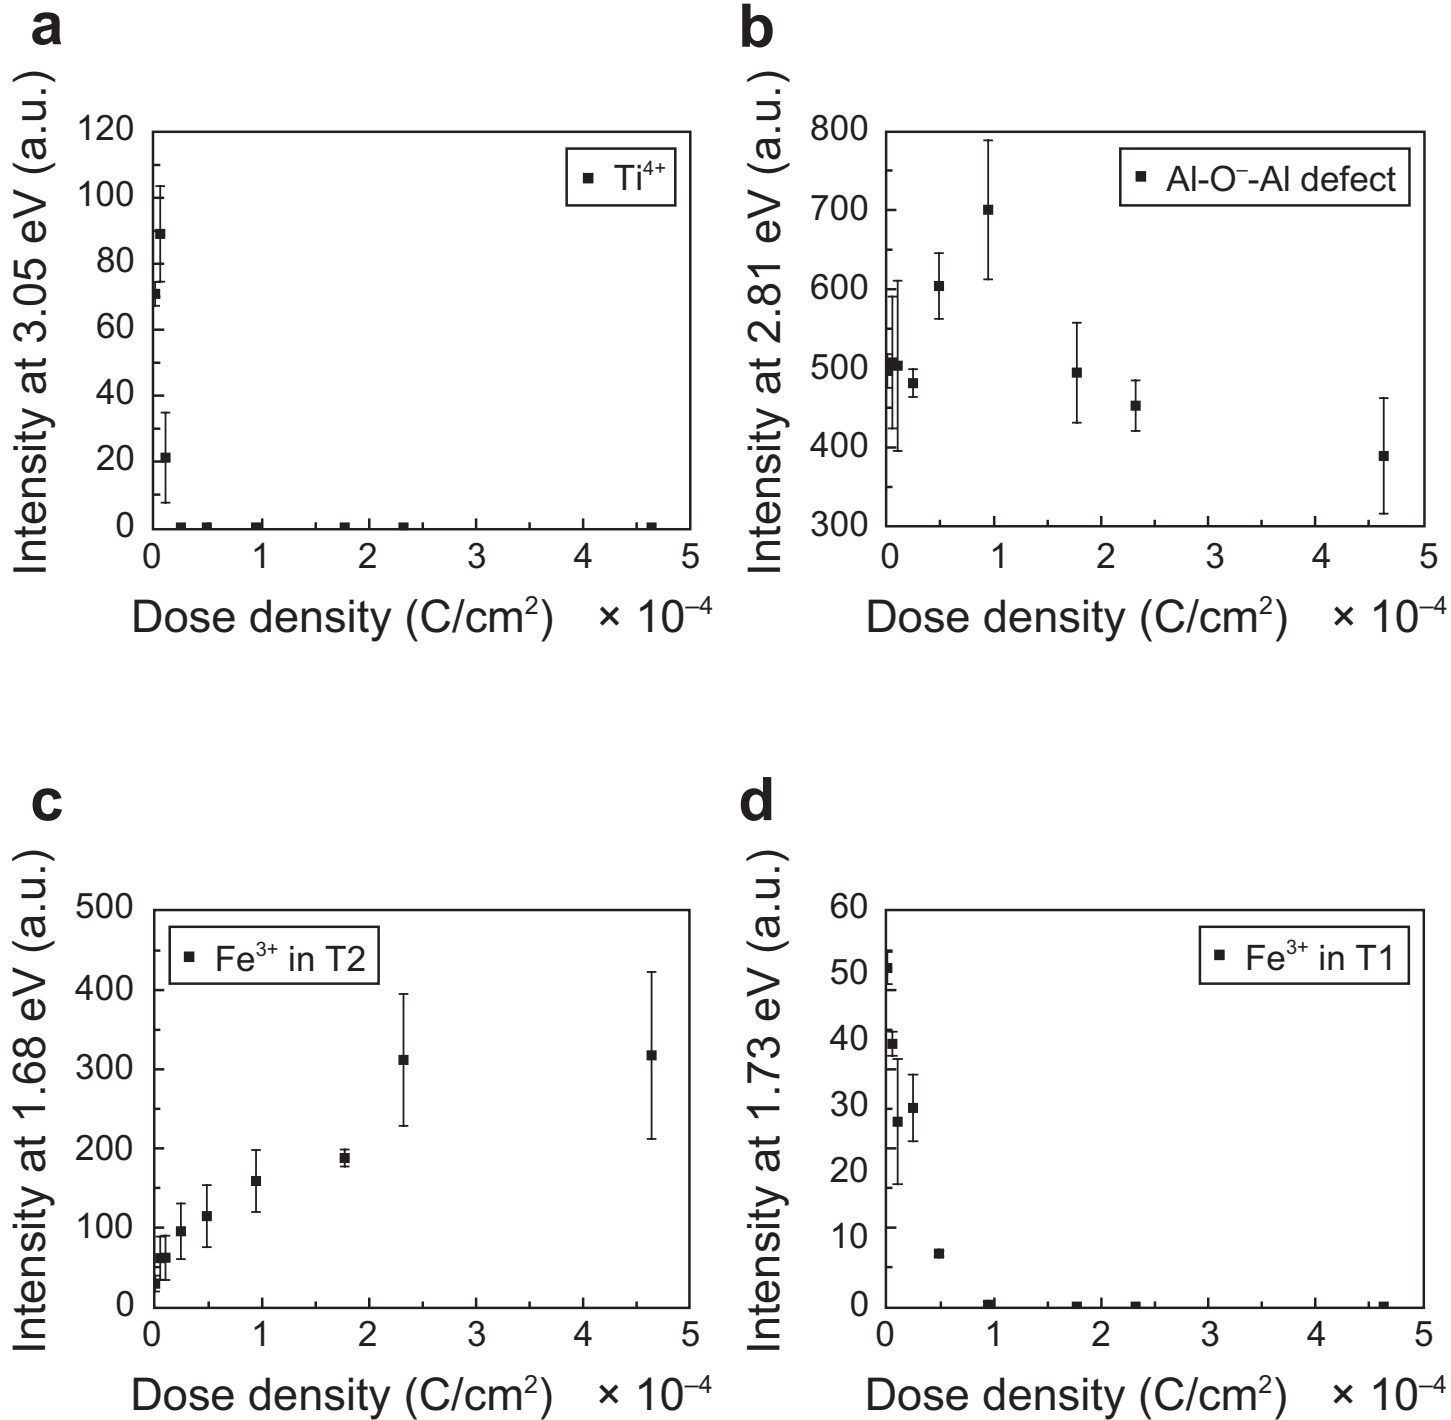 a
Intensity at 3.05 eV (a.u.)
120
100
80
60
40
20
0
Ti⁴⁺
0 1 2 3 4 5
Dose density (C/cm²) × 10⁻⁴
b
Intensity at 2.81 eV (a.u.)
800
700
600
500
400
300
Al-O⁻-Al defect
0 1 2 3 4 5
Dose density (C/cm²) × 10⁻⁴
c
Intensity at 1.68 eV (a.u.)
500
400
300
200
100
0
Fe³⁺ in T2
0 1 2 3 4 5
Dose density (C/cm²) × 10⁻⁴
d
Intensity at 1.73 eV (a.u.)
60
50
40
30
20
10
0
Fe³⁺ in T1
0 1 2 3 4 5
Dose density (C/cm²) × 10⁻⁴